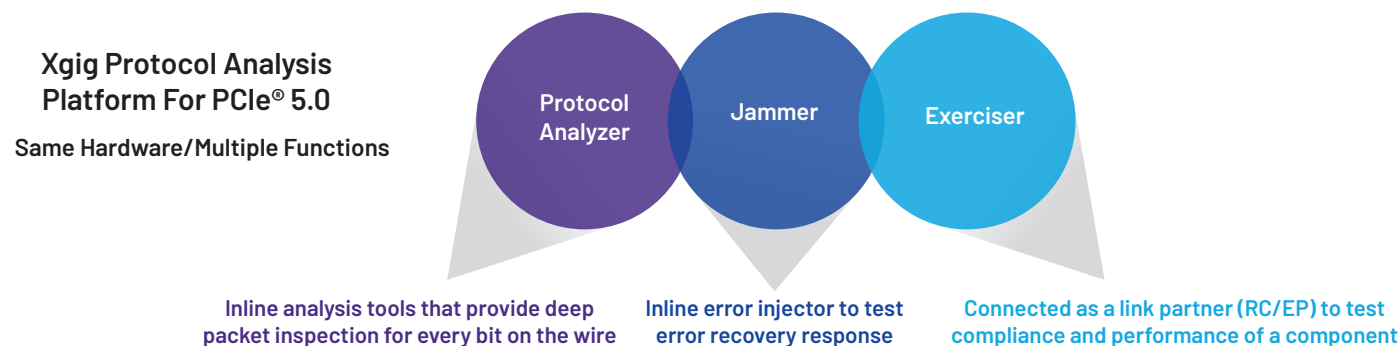 Xgig Protocol Analysis
Platform For PCIe® 5.0
Same Hardware/Multiple Functions
Protocol
Analyzer
Jammer
Exerciser
Inline analysis tools that provide deep
packet inspection for every bit on the wire
Inline error injector to test
error recovery response
Connected as a link partner (RC/EP) to test
compliance and performance of a component